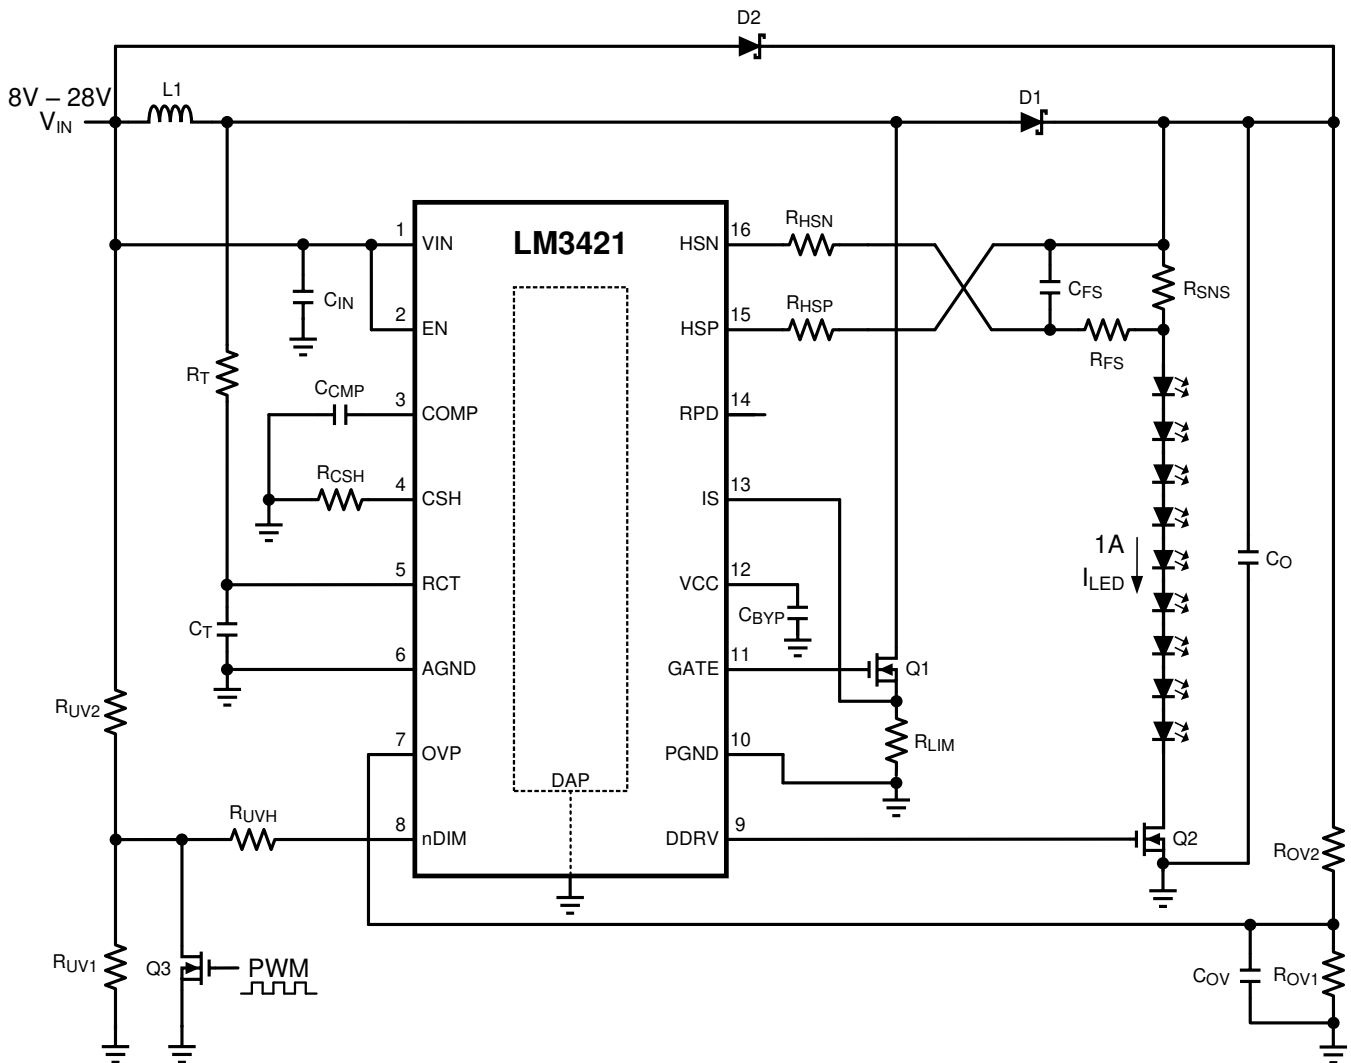 D2
8V – 28V
VIN
L1
D1
LM3421
1 VIN
HSN 16
RHSN
CIN
CFS
RSNS
2 EN
HSP 15
RHSP
RFS
RT
CCMP
3 COMP
RPD 14
RCSH
4 CSH
IS 13
1A
ILED
CO
5 RCT
VCC 12
CBYP
CT
6 AGND
GATE 11
Q1
RUV2
7 OVP
PGND 10
RLIM
DAP
RUVH
8 nDIM
DDRV 9
Q2
ROV2
RUV1
Q3
PWM
COV
ROV1